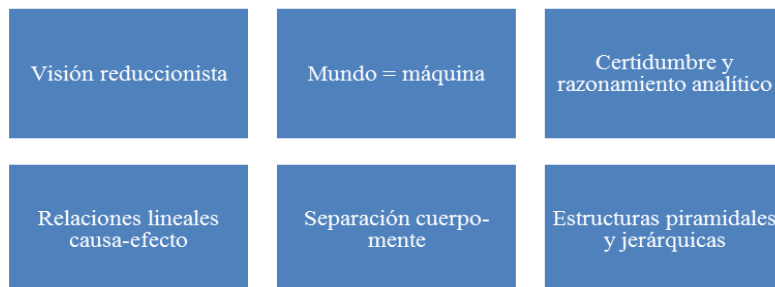 Visión reduccionista
Mundo = máquina
Certidumbre y
razonamiento analítico
Relaciones lineales
causa-efecto
Separación cuerpo-
mente
Estructuras piramidales
y jerárquicas